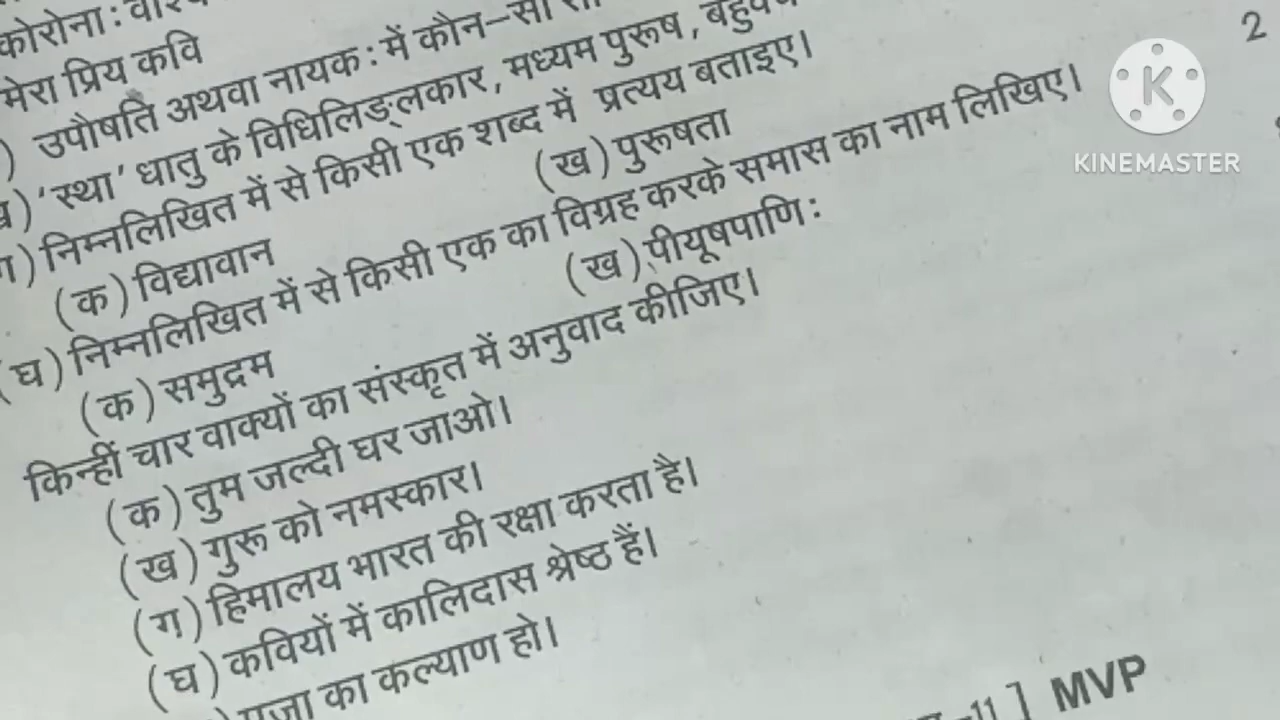 कोरोना:
मेरा प्रिय कवि
) उपौषति अथवा नायक: में कौन-सी
'स्था' धातु के विधिलिङ्लकार, मध्यम पुरूष,
2
) निम्नलिखित में से किसी एक शब्द में प्रत्यय बताइए।
(क) विद्यावान (ख) पुरूषता
(घ) निम्नलिखित में से किसी एक का विग्रह करके समास का नाम लिखिए।
(क) समुद्रम (ख) पीयूषपाणि:
किन्हीं चार वाक्यों का संस्कृत में अनुवाद कीजिए।
(क) तुम जल्दी घर जाओ।
(ख) गुरू को नमस्कार।
(ग) हिमालय भारत की रक्षा करता है।
(घ) कवियों में कालिदास श्रेष्ठ हैं।
का कल्याण हो।
-11] MVP
K
KINEMASTER